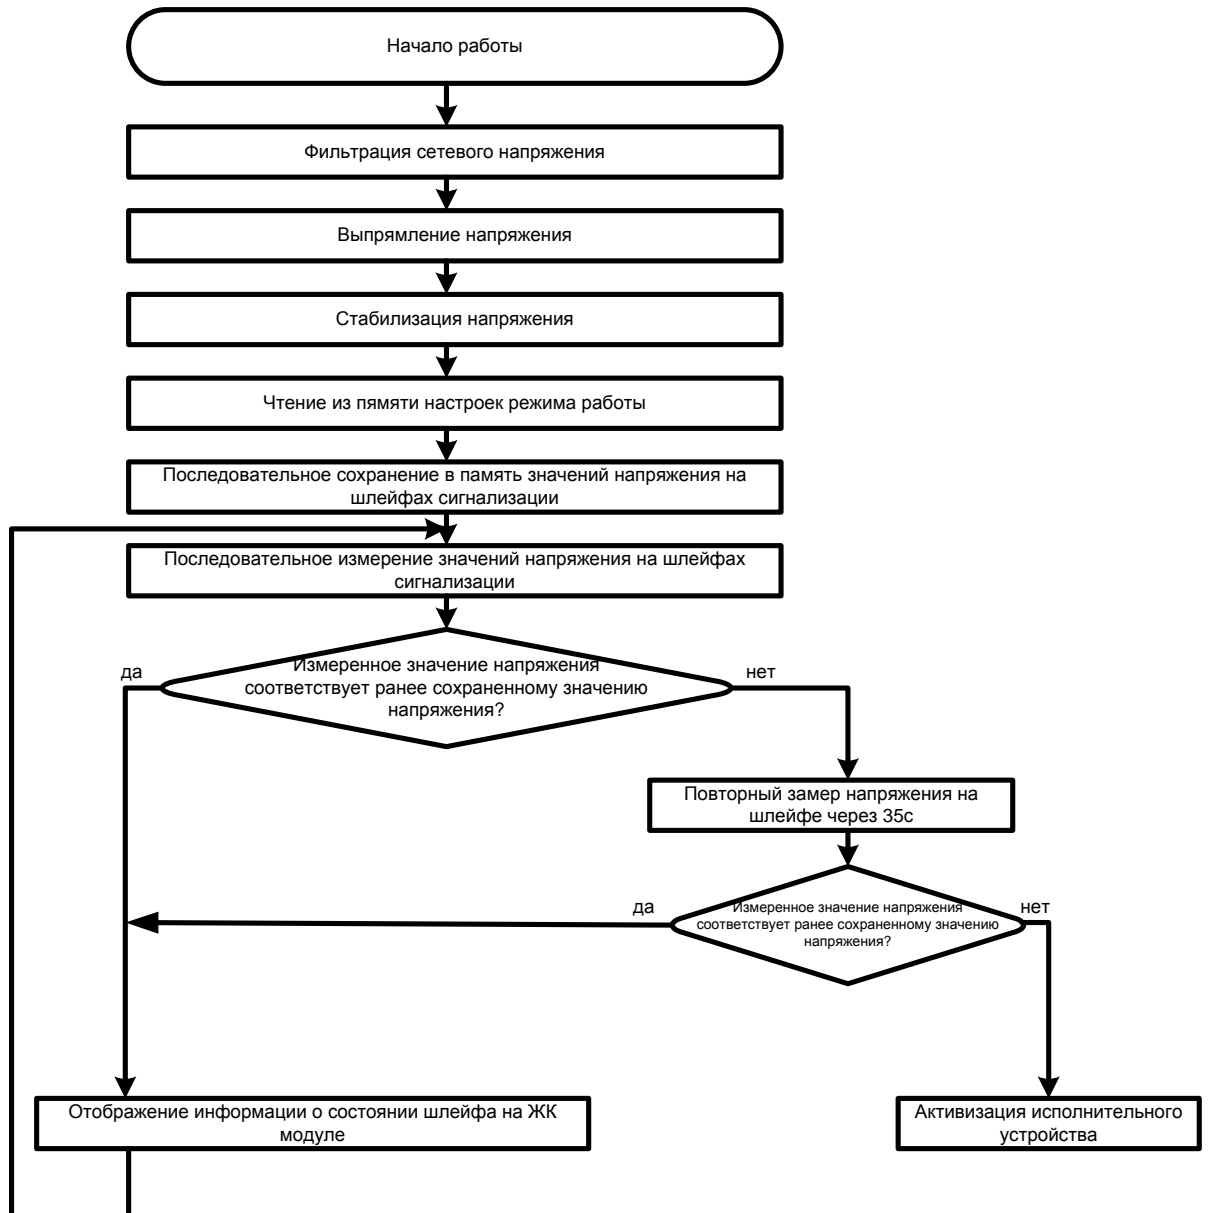 Начало работы
Фильтрация сетевого напряжения
Выпрямление напряжения
Стабилизация напряжения
Чтение из пямяти настроек режима работы
Последовательное сохранение в память значений напряжения на
шлейфах сигнализации
Последовательное измерение значений напряжения на шлейфах
сигнализации
да
Измеренное значение напряжения
соответствует ранее сохраненному значению
напряжения?
нет
Повторный замер напряжения на
шлейфе через 35с
да
Измеренное значение напряжения
соответствует ранее сохраненному значению
напряжения?
нет
Отображение информации о состоянии шлейфа на ЖК
модуле
Активизация исполнительного
устройства